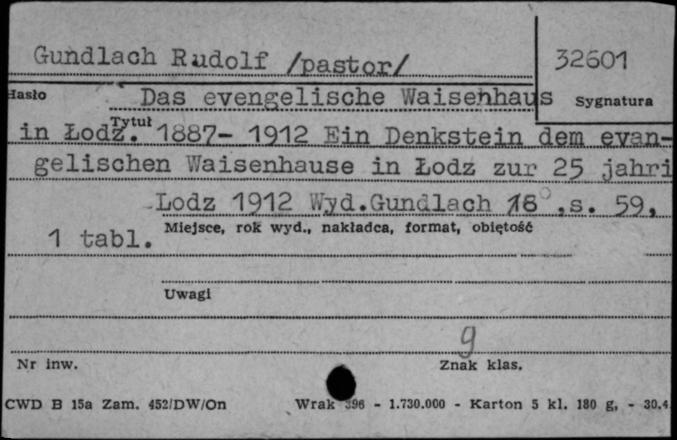 Gundlach Rudolf /pastor/ 32601
Hasło Das evengelische Waisenhaus Sygnatura
Tytuł
in Łodz. 1887- 1912 Ein Denkstein dem evan-
gelischen Waisenhause in Łodz zur 25 jahri
Lodz 1912 Wyd.Gundlach 16°,s. 59,
Miejsce, rok wyd., nakładca, format, obiętość
1 tabl.
Uwagi
9
Nr inw. Znak klas.
CWD B 15a Zam. 452/DW/On Wrak 396 - 1.730.000 - Karton 5 kl. 180 g, - 30.4